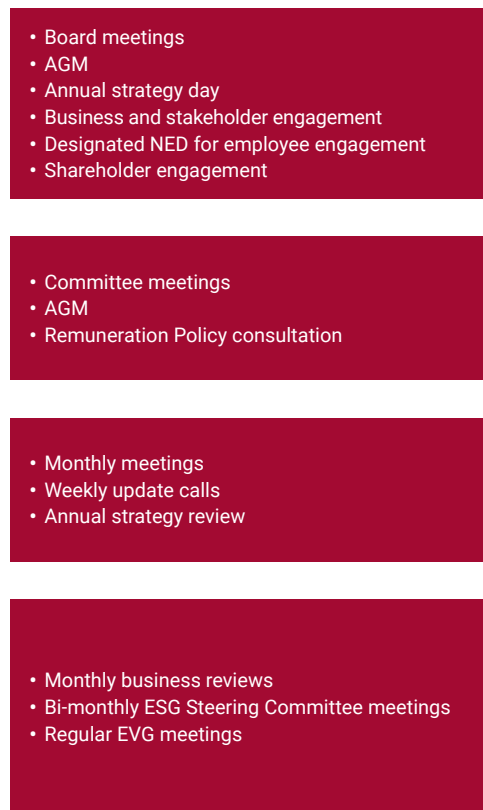 • Board meetings
• AGM
• Annual strategy day
• Business and stakeholder engagement
• Designated NED for employee engagement
• Shareholder engagement
• Committee meetings
• AGM
• Remuneration Policy consultation
• Monthly meetings
• Weekly update calls
• Annual strategy review
• Monthly business reviews
• Bi-monthly ESG Steering Committee meetings
• Regular EVG meetings